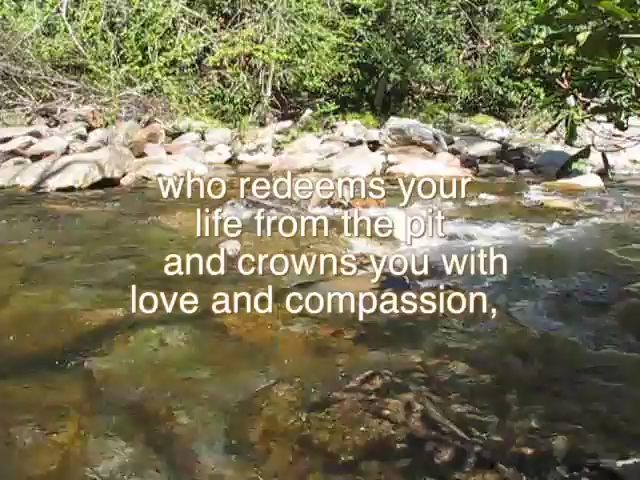 who redeems your
life from the pit
and crowns you with
love and compassion,